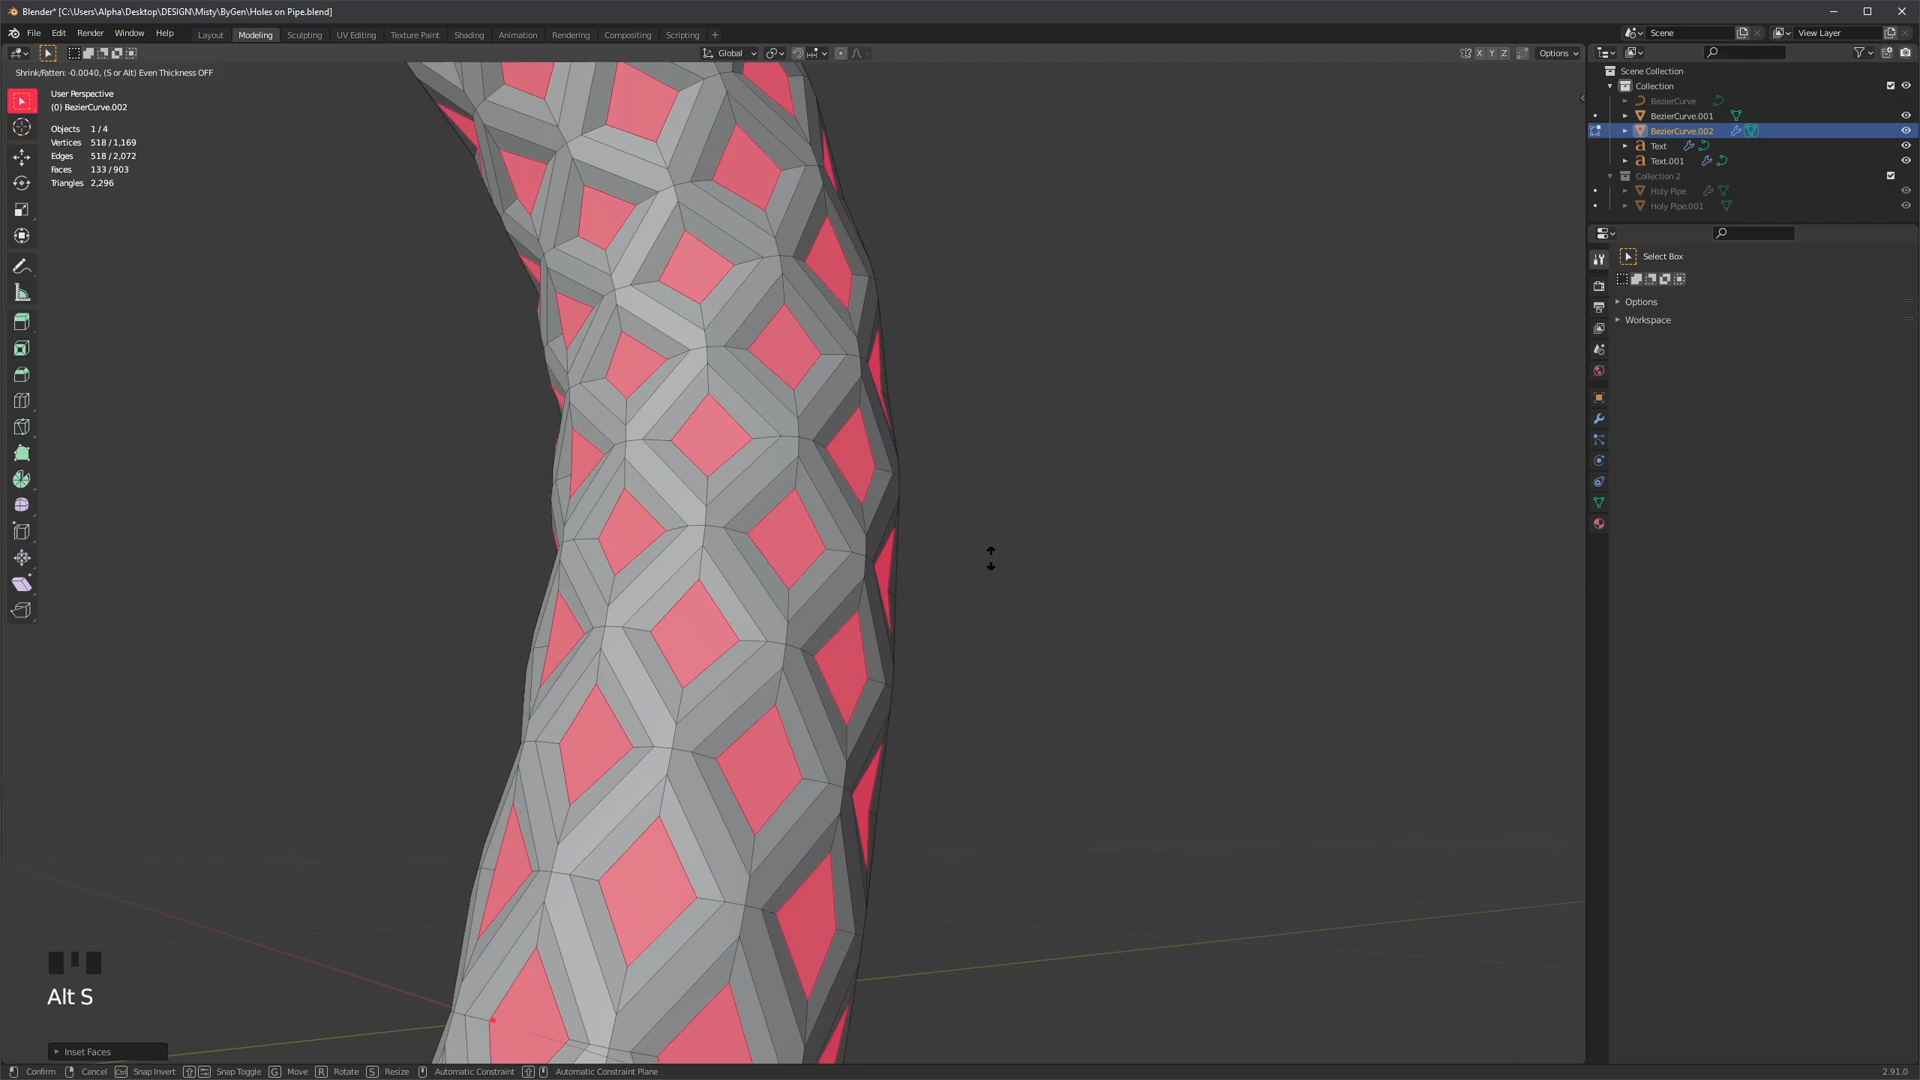 Blender* [C:\Users\Alpha\Desktop\DESIGN\Misty\ByGen\Holes on Pipe.blend]
File Edit Render Window Help
Layout Modeling Sculpting UV Editing Texture Paint Shading Animation Rendering Compositing Scripting +
Scene
View Layer
Global
X Y Z
Options
Shrink/Fatten: -0.0040, (S or Alt) Even Thickness OFF
User Perspective
(0) BezierCurve.002
Objects 1 / 4
Vertices 518 / 1,169
Edges 518 / 2,072
Faces 133 / 903
Triangles 2,296
Scene Collection
Collection
BezierCurve
BezierCurve.001
BezierCurve.002
Text
Text.001
Collection 2
Holy Pipe
Holy Pipe.001
Select Box
Options
Workspace
Alt S
Inset Faces
Confirm Cancel Ctrl Snap Invert Snap Toggle G Move R Rotate S Resize Automatic Constraint Automatic Constraint Plane
2.91.0